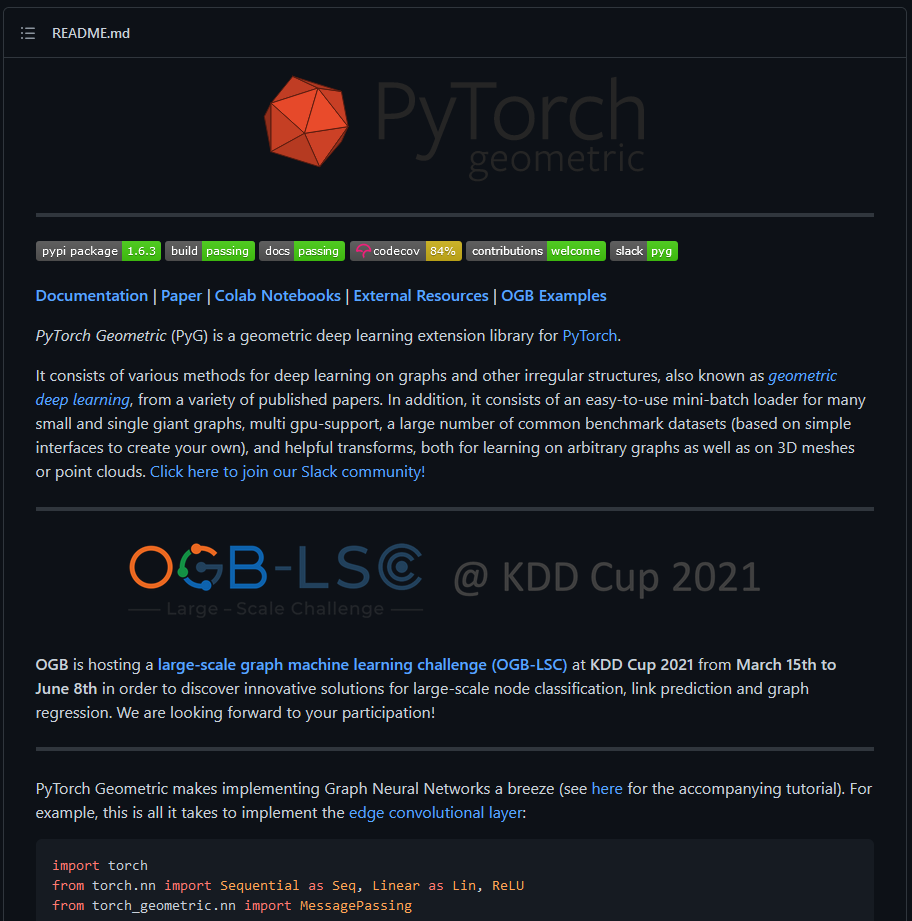 README.md
PyTorch
geometric
pypi package 1.6.3 build passing docs passing codecov 84% contributions welcome slack pyg
Documentation | Paper | Colab Notebooks | External Resources | OGB Examples
PyTorch Geometric (PyG) is a geometric deep learning extension library for PyTorch.
It consists of various methods for deep learning on graphs and other irregular structures, also known as geometric
deep learning, from a variety of published papers. In addition, it consists of an easy-to-use mini-batch loader for many
small and single giant graphs, multi gpu-support, a large number of common benchmark datasets (based on simple
interfaces to create your own), and helpful transforms, both for learning on arbitrary graphs as well as on 3D meshes
or point clouds. Click here to join our Slack community!
OGB-LSC @ KDD Cup 2021
Large-Scale Challenge
OGB is hosting a large-scale graph machine learning challenge (OGB-LSC) at KDD Cup 2021 from March 15th to
June 8th in order to discover innovative solutions for large-scale node classification, link prediction and graph
regression. We are looking forward to your participation!
PyTorch Geometric makes implementing Graph Neural Networks a breeze (see here for the accompanying tutorial). For
example, this is all it takes to implement the edge convolutional layer:
import torch
from torch.nn import Sequential as Seq, Linear as Lin, ReLU
from torch_geometric.nn import MessagePassing